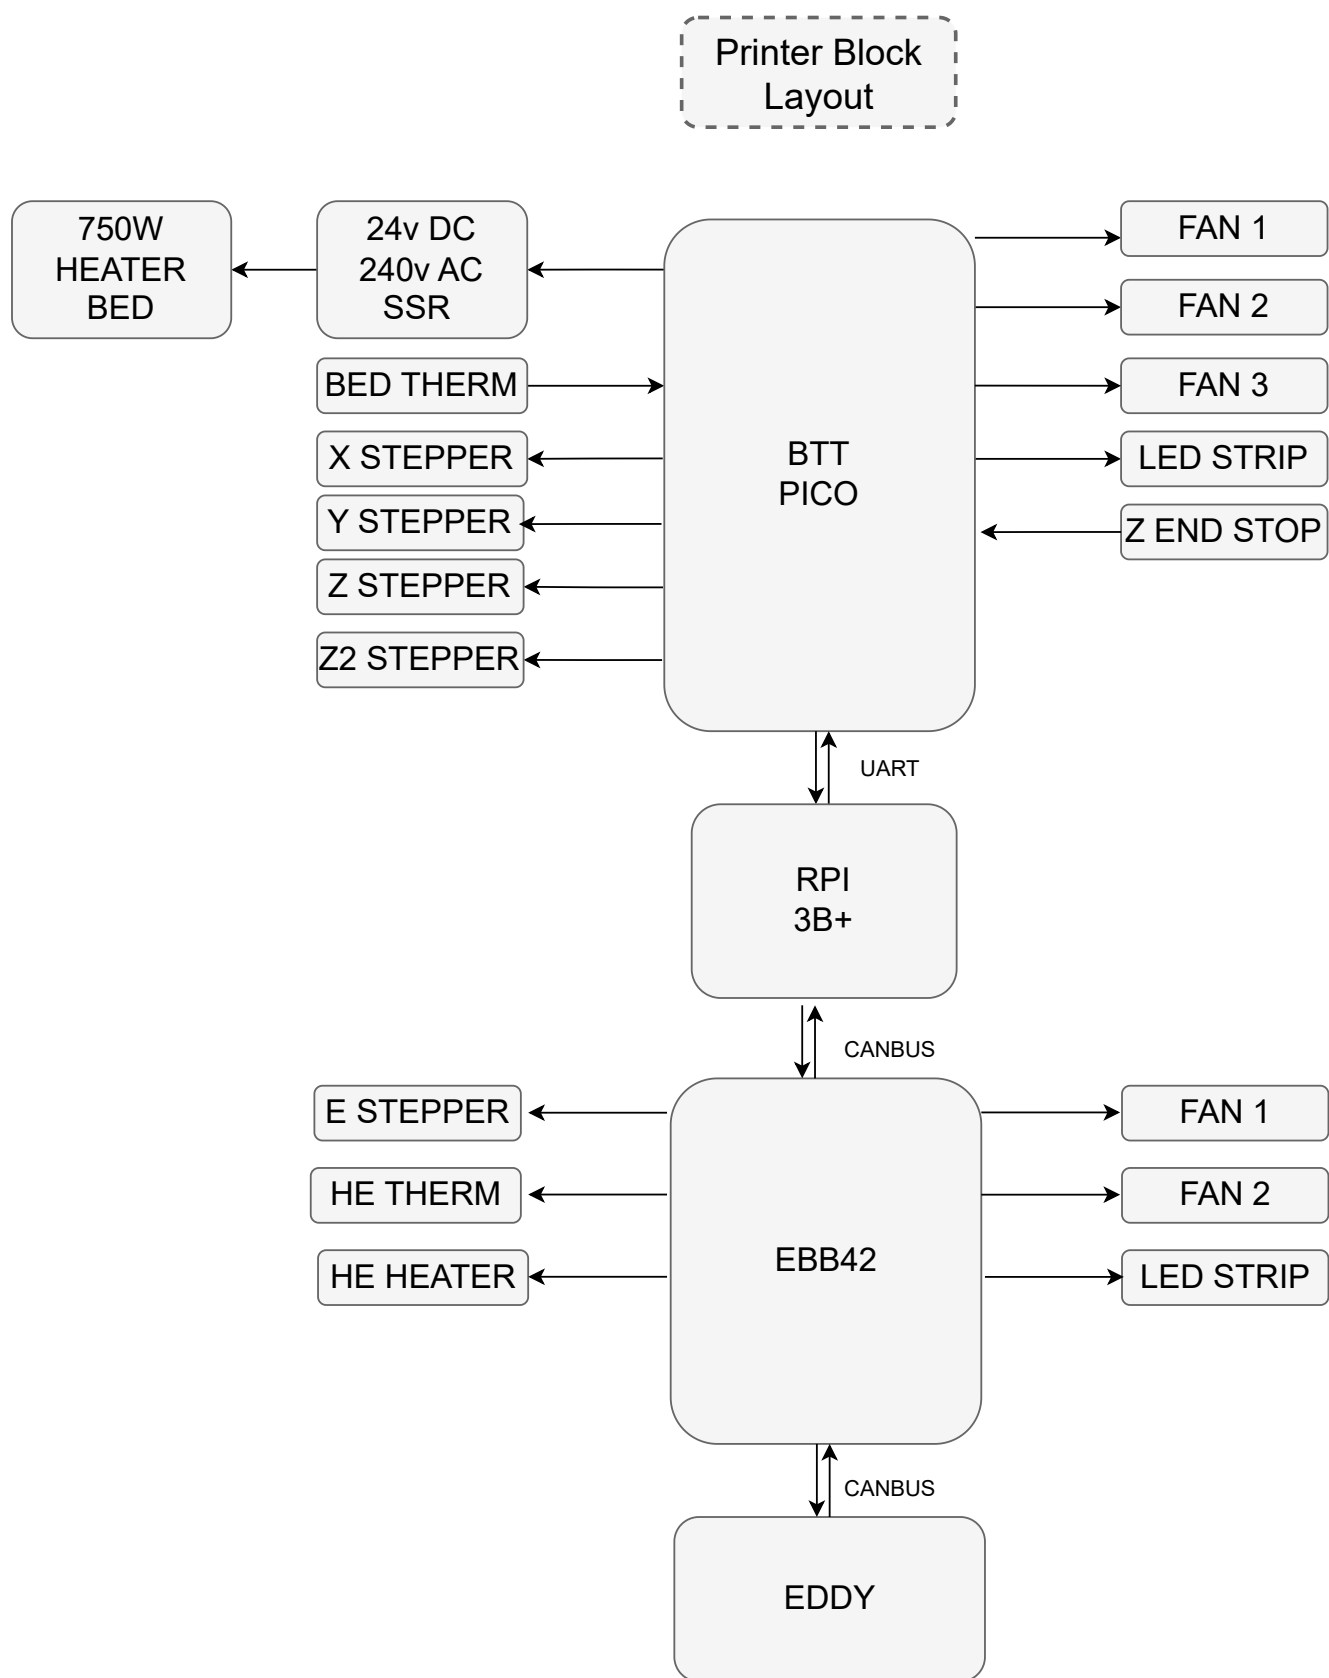 Printer Block
Layout
750W
HEATER
BED
24v DC
240v AC
SSR
BED THERM
X STEPPER
Y STEPPER
Z STEPPER
Z2 STEPPER
BTT
PICO
FAN 1
FAN 2
FAN 3
LED STRIP
Z END STOP
UART
RPI
3B+
CANBUS
E STEPPER
HE THERM
HE HEATER
EBB42
FAN 1
FAN 2
LED STRIP
CANBUS
EDDY